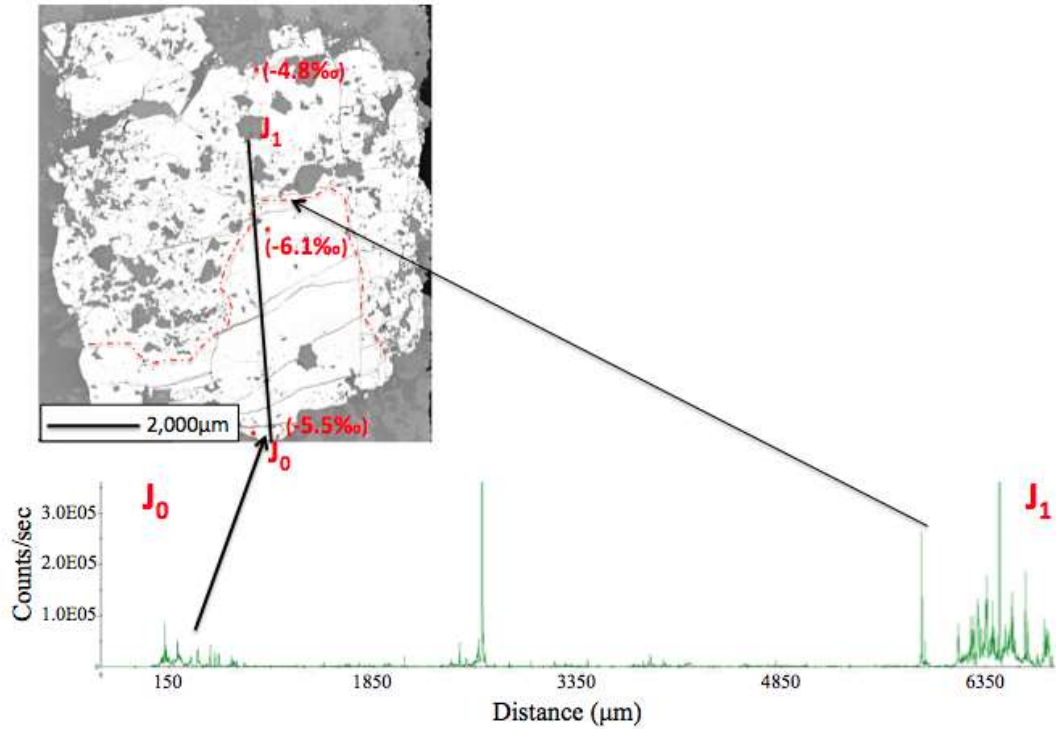 (-4.8‰)
J1
(-6.1‰)
(-5.5‰)
2,000µm
J0
J0
J1
Counts/sec
3.0E05
2.0E05
1.0E05
0
150 1850 3350 4850 6350
Distance (µm)